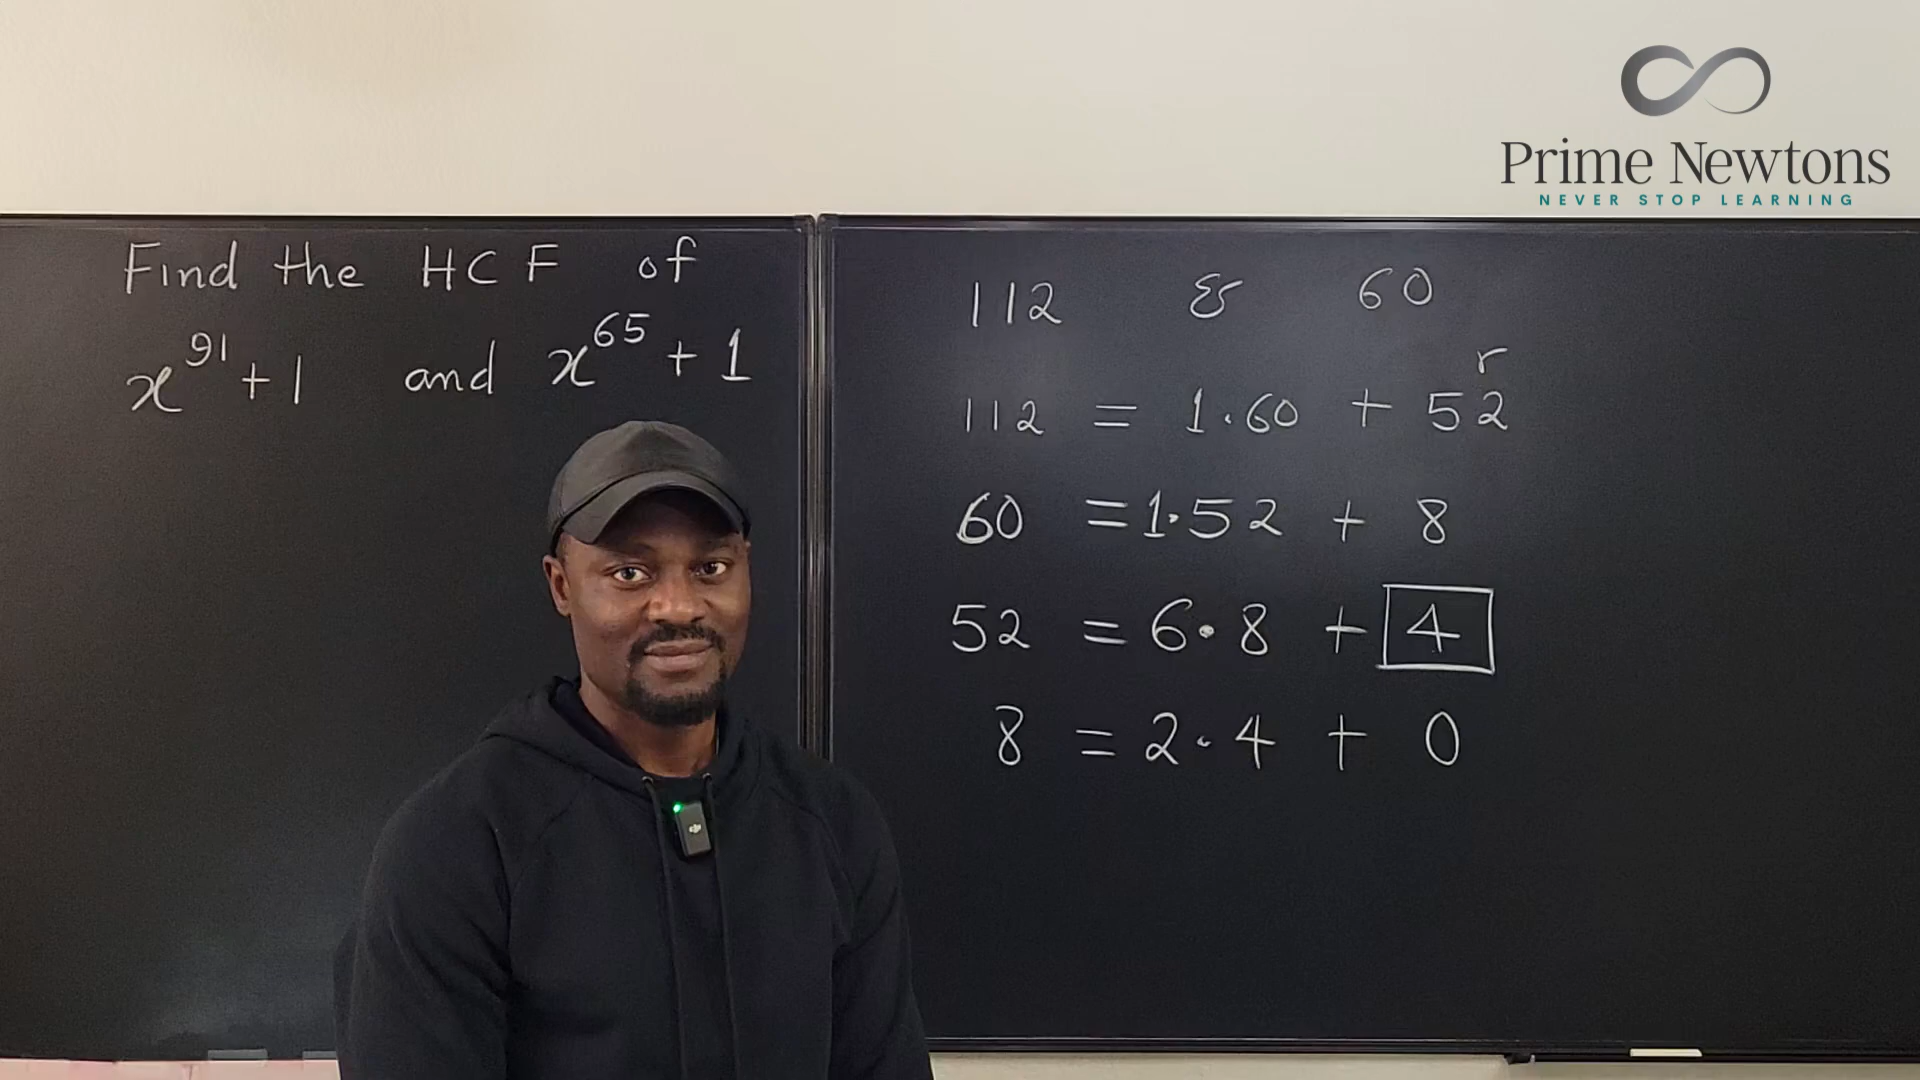 Prime Newtons
NEVER STOP LEARNING
Find the HCF of
x^91 + 1 and x^65 + 1
112 & 60
r
112 = 1·60 + 52
60 = 1·52 + 8
52 = 6·8 + 4
8 = 2·4 + 0